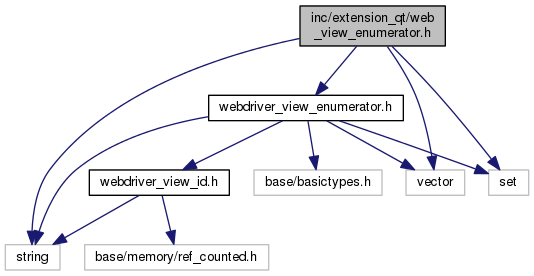 inc/extension_qt/web
_view_enumerator.h
webdriver_view_enumerator.h
webdriver_view_id.h
base/basictypes.h
vector
set
string
base/memory/ref_counted.h